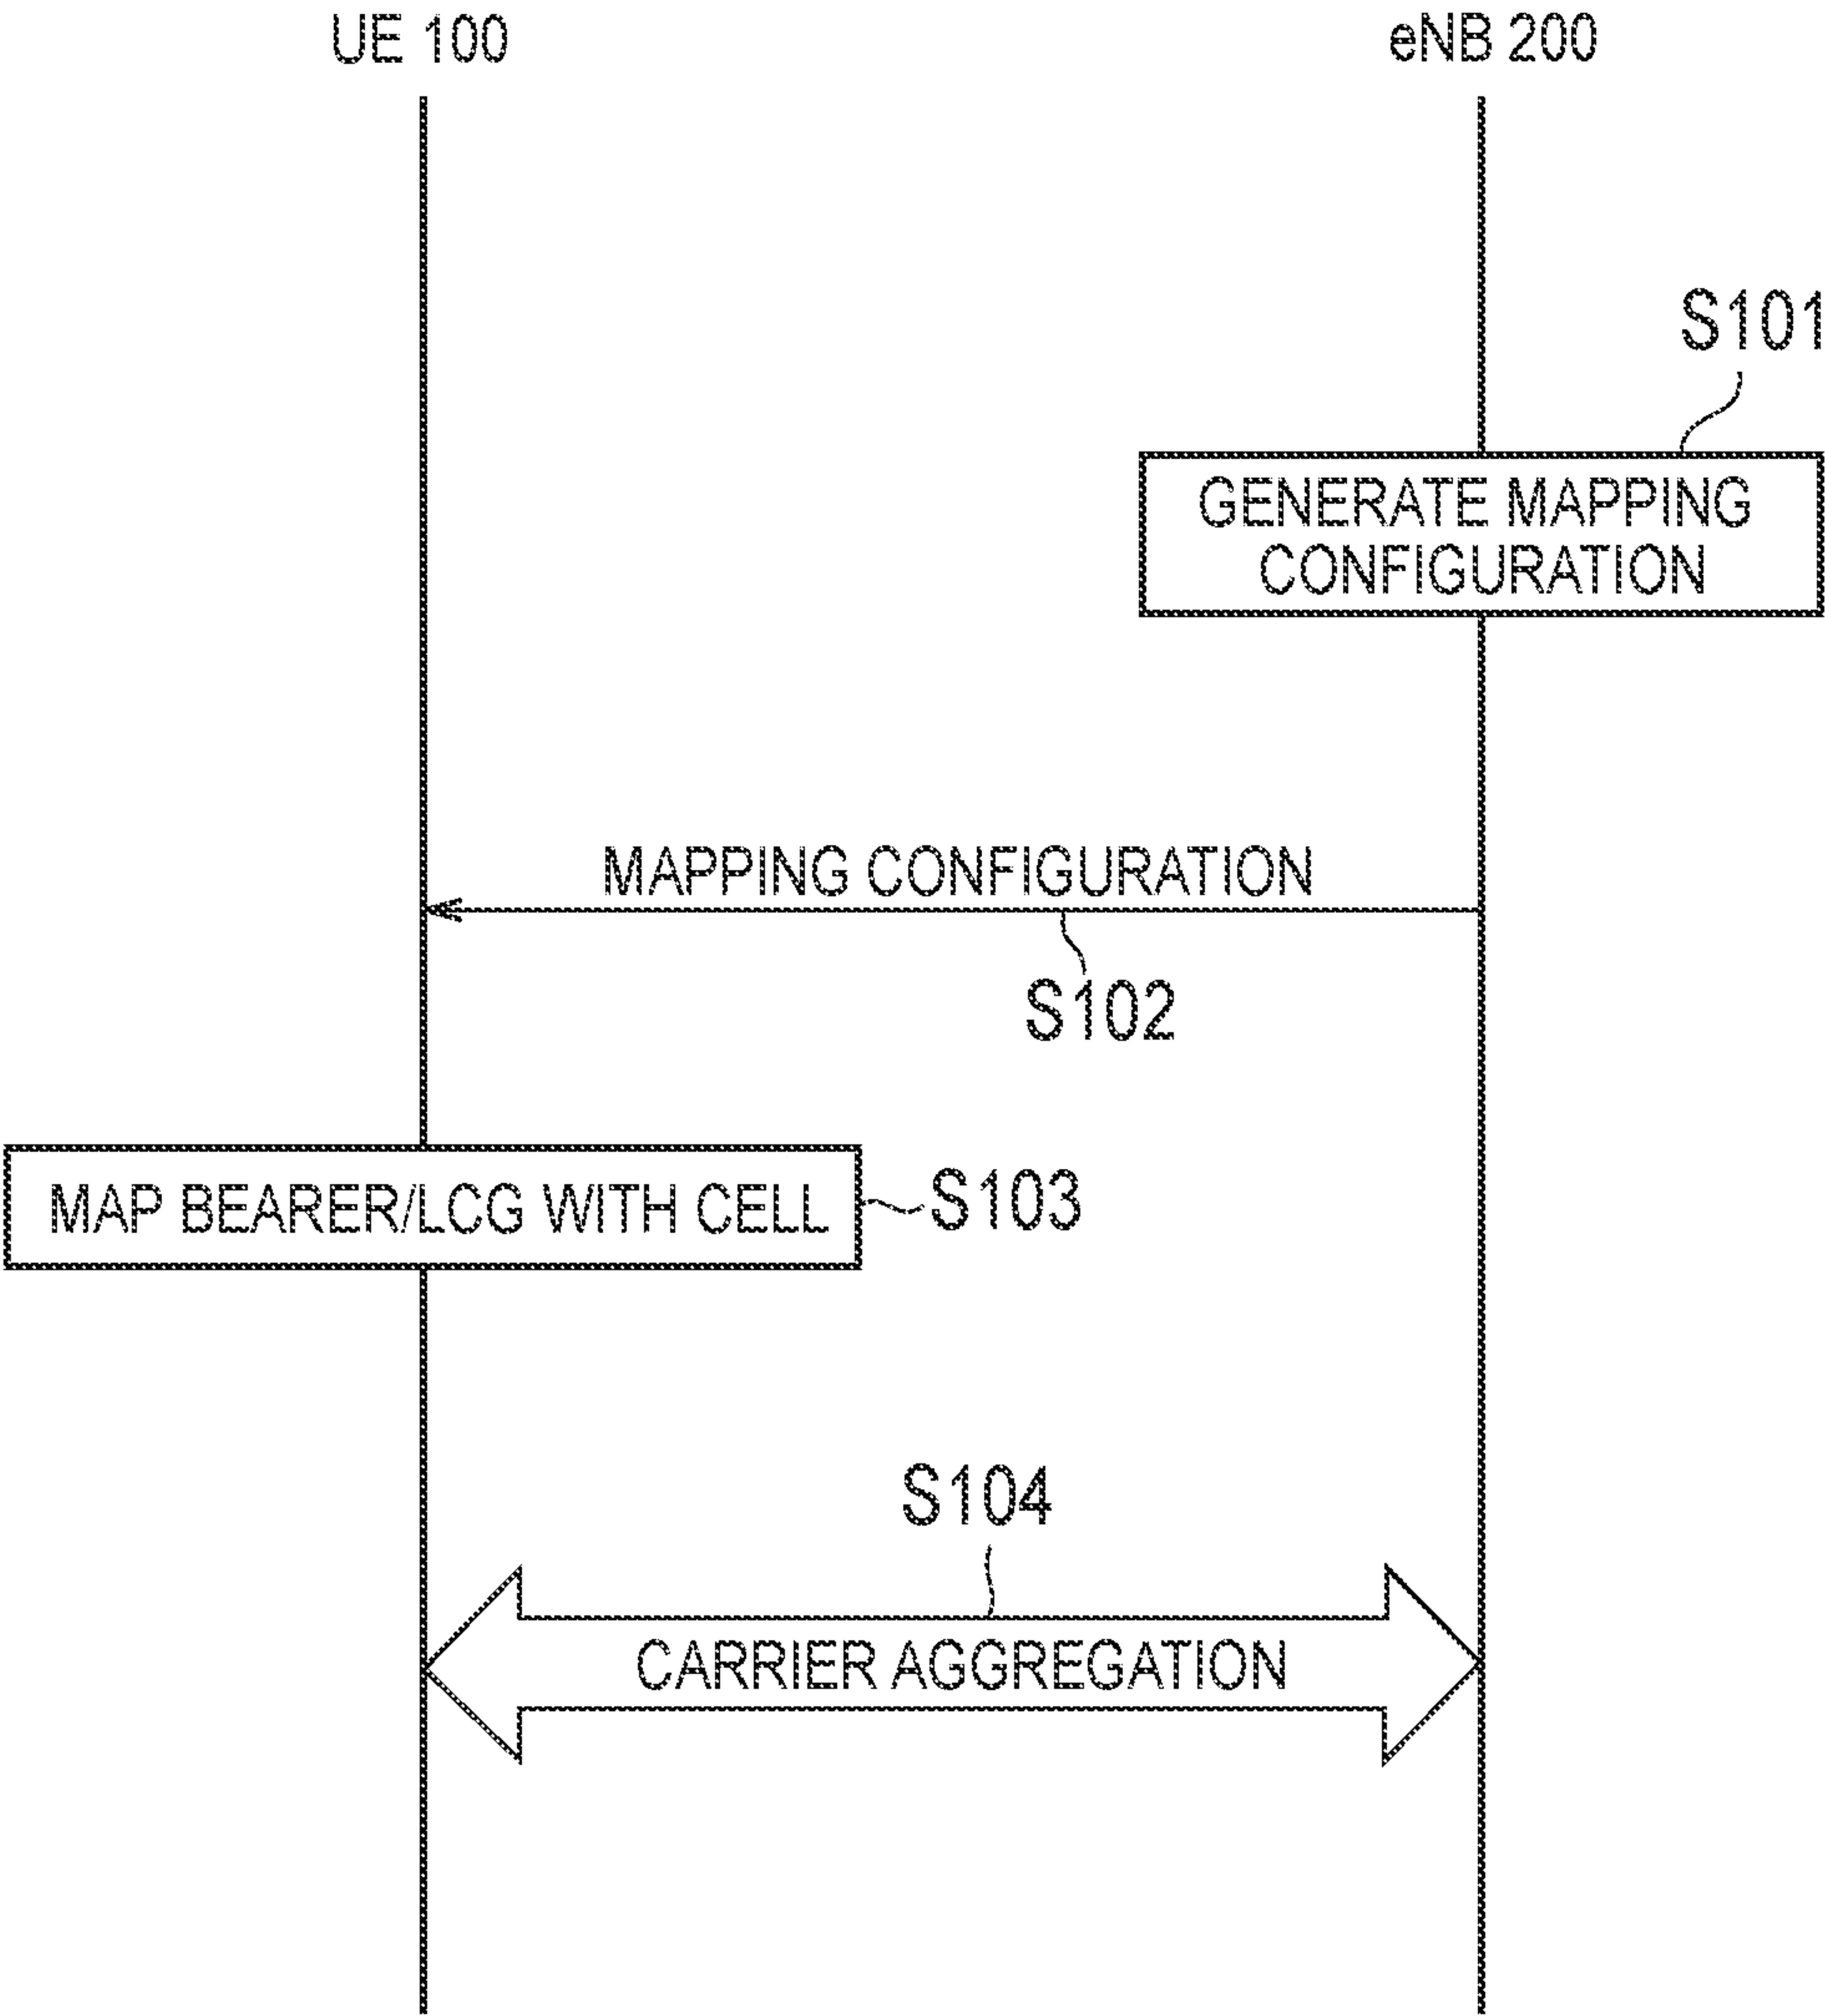 UE 100
eNB 200
S101
GENERATE MAPPING
CONFIGURATION
MAPPING CONFIGURATION
S102
MAP BEARER/LCG WITH CELL
S103
S104
CARRIER AGGREGATION